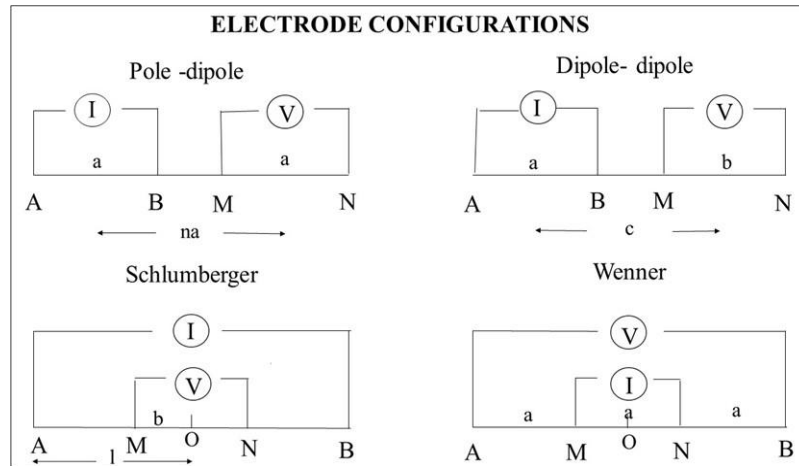 ELECTRODE CONFIGURATIONS
Pole -dipole
I
V
a
a
A
B
M
N
na
Dipole- dipole
I
V
a
b
A
B
M
N
c
Schlumberger
I
V
b
A
M
O
N
B
l
Wenner
V
I
a
a
a
A
M
O
N
B